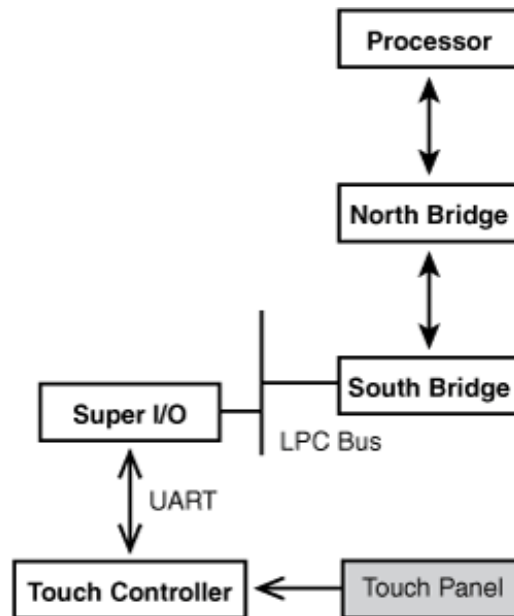 Processor
North Bridge
South Bridge
Super I/O
LPC Bus
UART
Touch Controller
Touch Panel